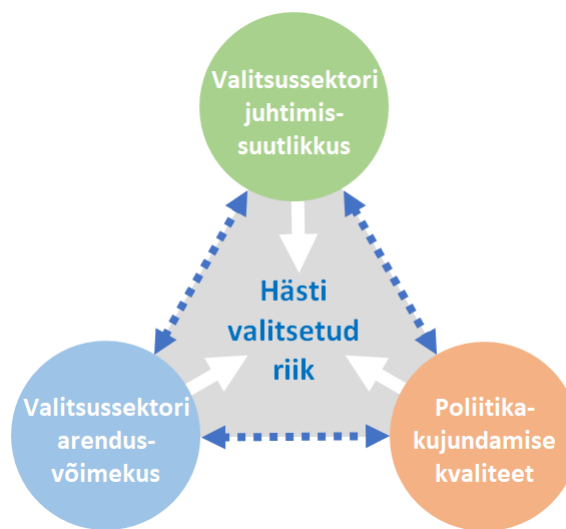 Valitsussektori
juhtimis-
suutlikkus
Hästi
valitsetud
riik
Valitsussektori
arendus-
võimekus
Poliitika-
kujundamise
kvaliteet